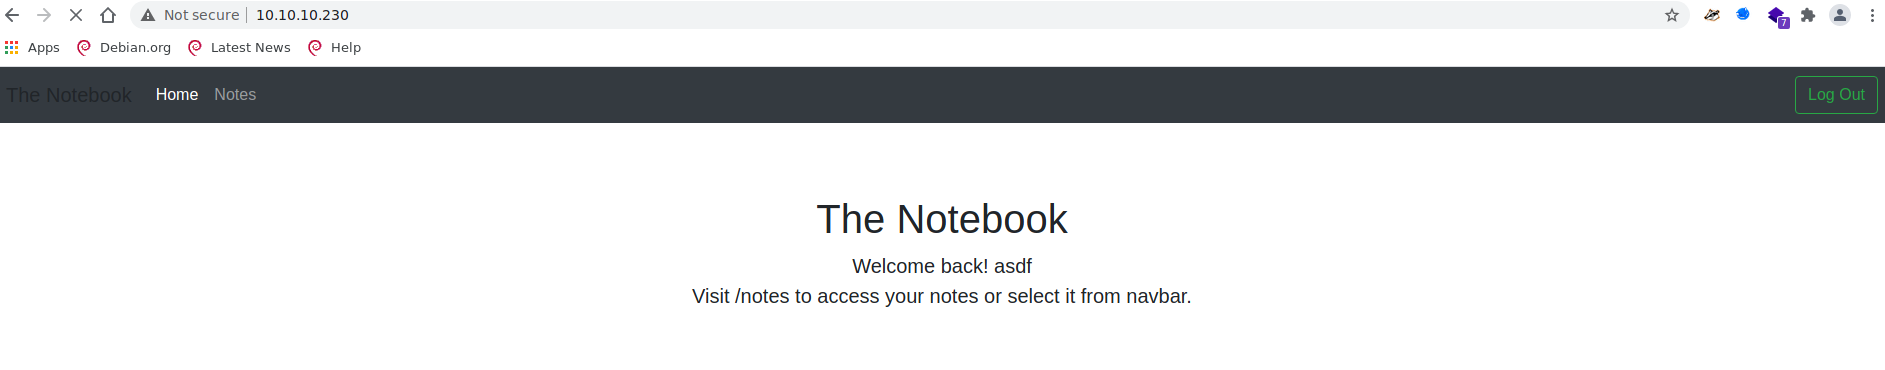 Not secure 10.10.10.230
7
Apps Debian.org Latest News Help
The Notebook Home Notes Log Out
The Notebook
Welcome back! asdf
Visit /notes to access your notes or select it from navbar.